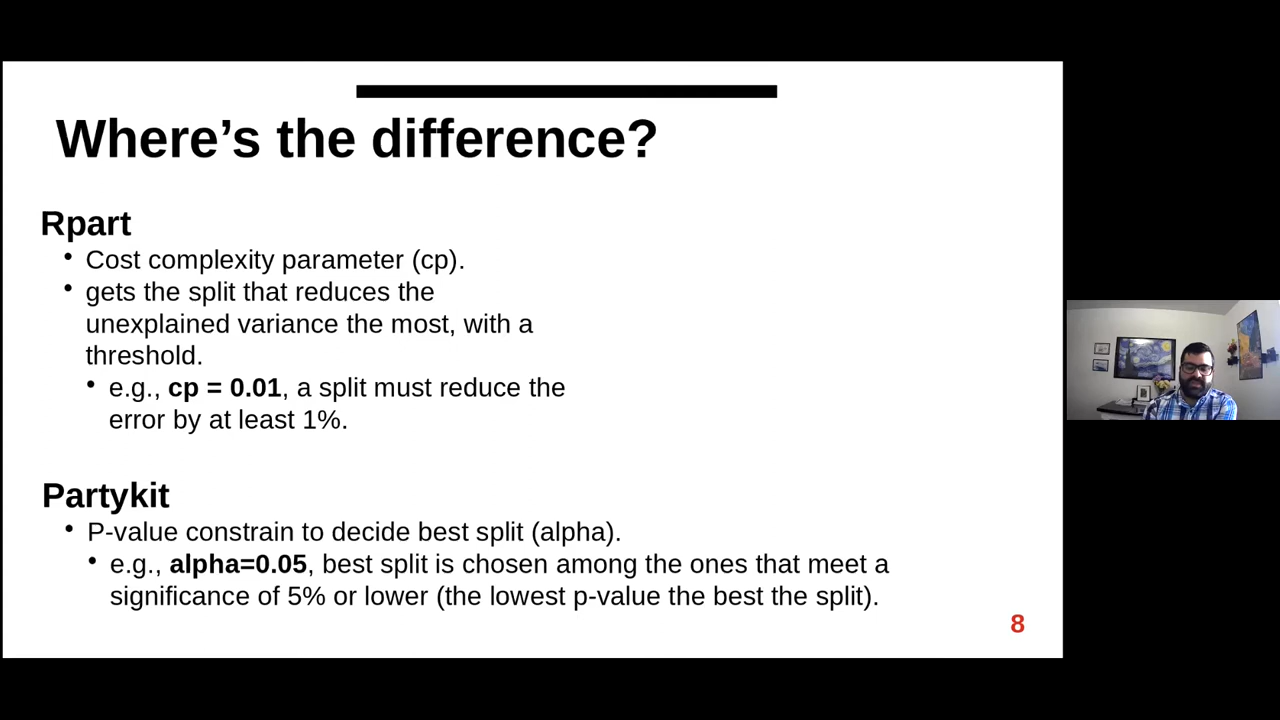 Where’s the difference?
Rpart
• Cost complexity parameter (cp).
• gets the split that reduces the
unexplained variance the most, with a
threshold.
• e.g., cp = 0.01, a split must reduce the
error by at least 1%.
Partykit
• P-value constrain to decide best split (alpha).
• e.g., alpha=0.05, best split is chosen among the ones that meet a
significance of 5% or lower (the lowest p-value the best the split).
8